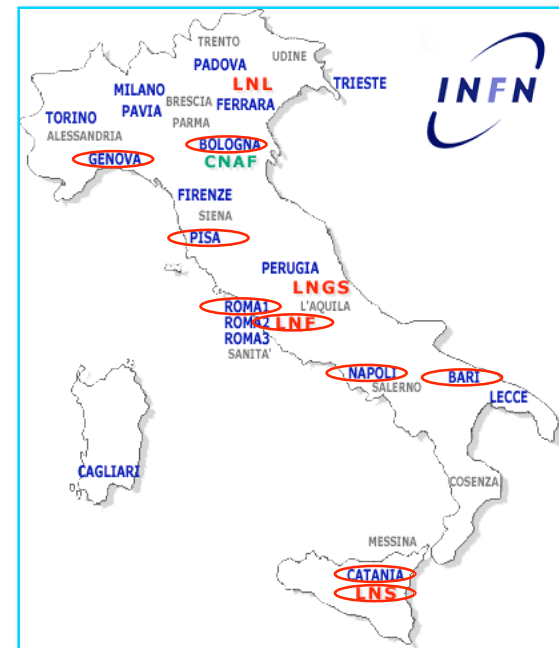 TRENTO
UDINE
PADOVA
INFN
LNL
TRIESTE
MILANO
BRESCIA
FERRARA
PAVIA
TORINO
PARMA
ALESSANDRIA
BOLOGNA
GENOVA
CNAF
FIRENZE
SIENA
PISA
PERUGIA
LNGS
ROMA1
L'AQUILA
ROMA2
LNF
ROMA3
SANITA'
NAPOLI
BARI
SALERNO
LECCE
CAGLIARI
COSENZA
MESSINA
CATANIA
LNS